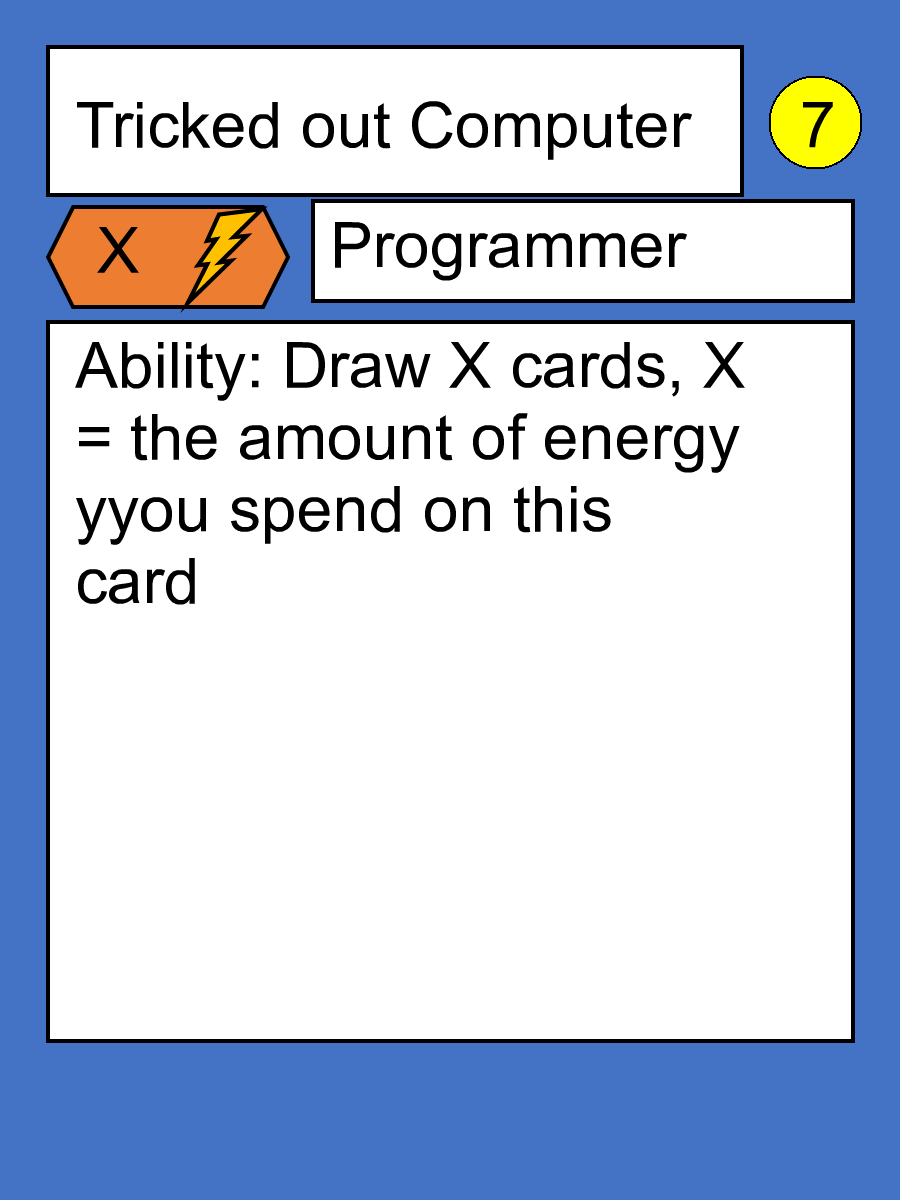 Tricked out Computer
7
X
Programmer
Ability: Draw X cards, X
= the amount of energy
yyou spend on this
card